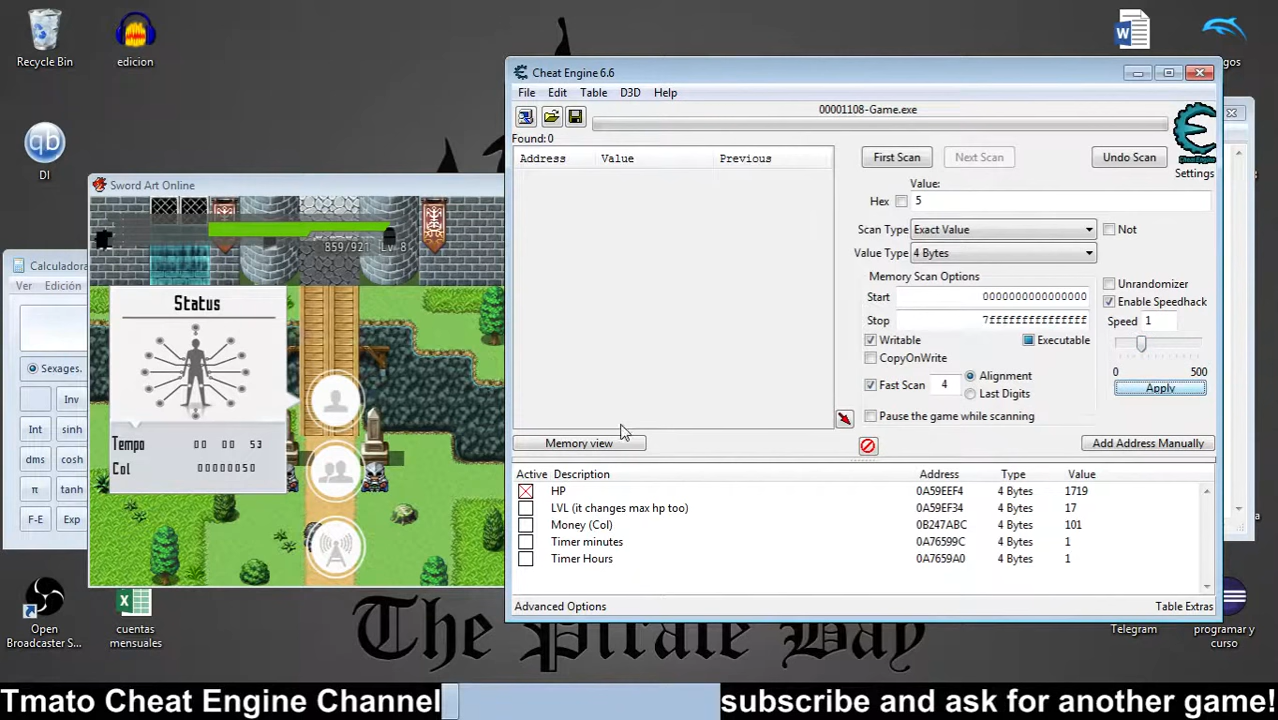 Recycle Bin
edicion
DI
gos
Cheat Engine 6.6
File Edit Table D3D Help
00001108-Game.exe
Found:0
Address Value Previous
First Scan Next Scan Undo Scan
Settings
Value:
Hex 5
Scan Type Exact Value Not
Value Type 4 Bytes
Memory Scan Options
Start 0000000000000000
Stop 7fffffffffffffff
Unrandomizer
Enable Speedhack
Speed 1
Writable Executable
CopyOnWrite
0 500
Fast Scan 4 Alignment
Last Digits
Apply
Pause the game while scanning
Memory view Add Address Manually
Active Description Address Type Value
HP 0A59EEF4 4 Bytes 1719
LVL (it changes max hp too) 0A59EF34 4 Bytes 17
Money (Col) 0B247ABC 4 Bytes 101
Timer minutes 0A76599C 4 Bytes 1
Timer Hours 0A7659A0 4 Bytes 1
Advanced Options Table Extras
Sword Art Online
859/921 Lv 8
Status
Tempo 00 00 53
Col 00000050
Calculadora
Ver Edición
Sexages.
Inv
Int sinh
dms cosh
π tanh
F-E Exp
Open
Broadcaster S...
cuentas
mensuales
Telegram
programar y
curso
The Pirate Bay
Tmato Cheat Engine Channel
subscribe and ask for another game!